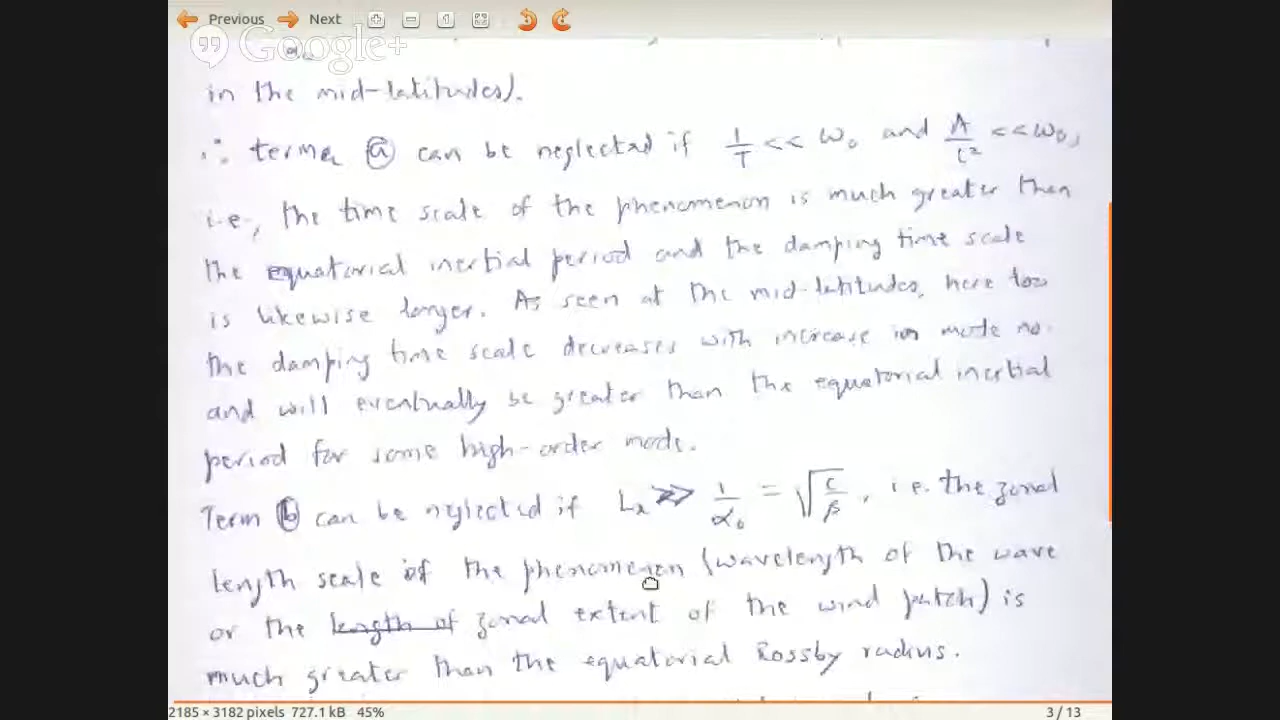 Previous Next
Google+
in the mid-latitudes).
∴ terms ⓐ can be neglected if 1/T << ω₀ and A/c² << ω₀,
i.e., the time scale of the phenomenon is much greater than
the equatorial inertial period and the damping time scale
is likewise longer. As seen at the mid-latitudes, here too
the damping time scale decreases with increase in mode no.
and will eventually be greater than the equatorial inertial
period for some high-order mode.
Term ⓑ can be neglected if Lₓ >> 1/α₀ = √(c/β), i.e. the zonal
length scale of the phenomenon (wavelength of the wave
or the length of zonal extent of the wind patch) is
much greater than the equatorial Rossby radius.
2185 × 3182 pixels 727.1 kB 45%
3 / 13